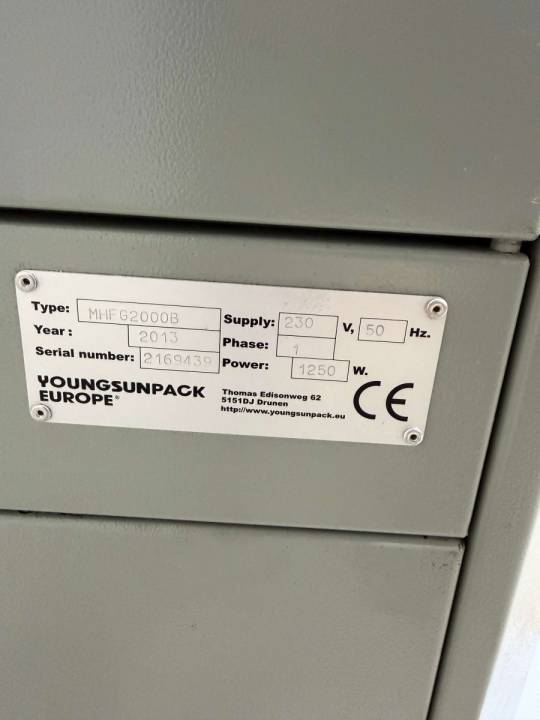 Type: MHFG2000B
Year: 2013
Serial number: 2169439
Supply: 230 V, 50 Hz.
Phase: 1
Power: 1250 W.
YOUNGSUNPACK
EUROPE®
Thomas Edisonweg 62
5151DJ Drunen
http://www.youngsunpack.eu
CE